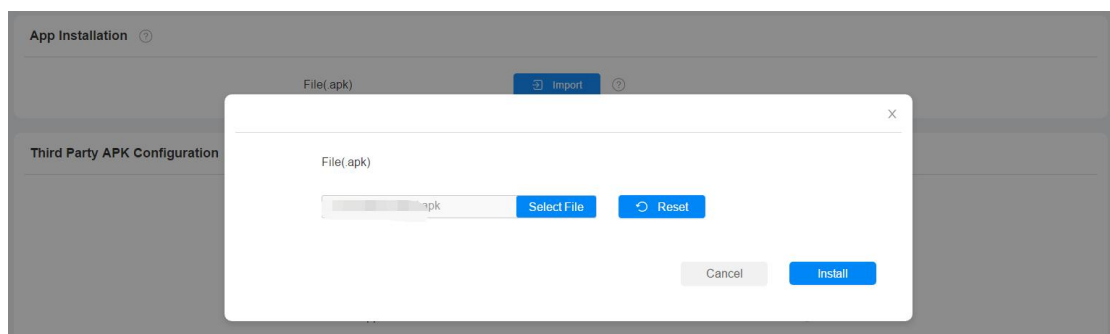 App Installation
File(.apk)
Import
Third Party APK Configuration
File(.apk)
.apk
Select File
Reset
Cancel
Install